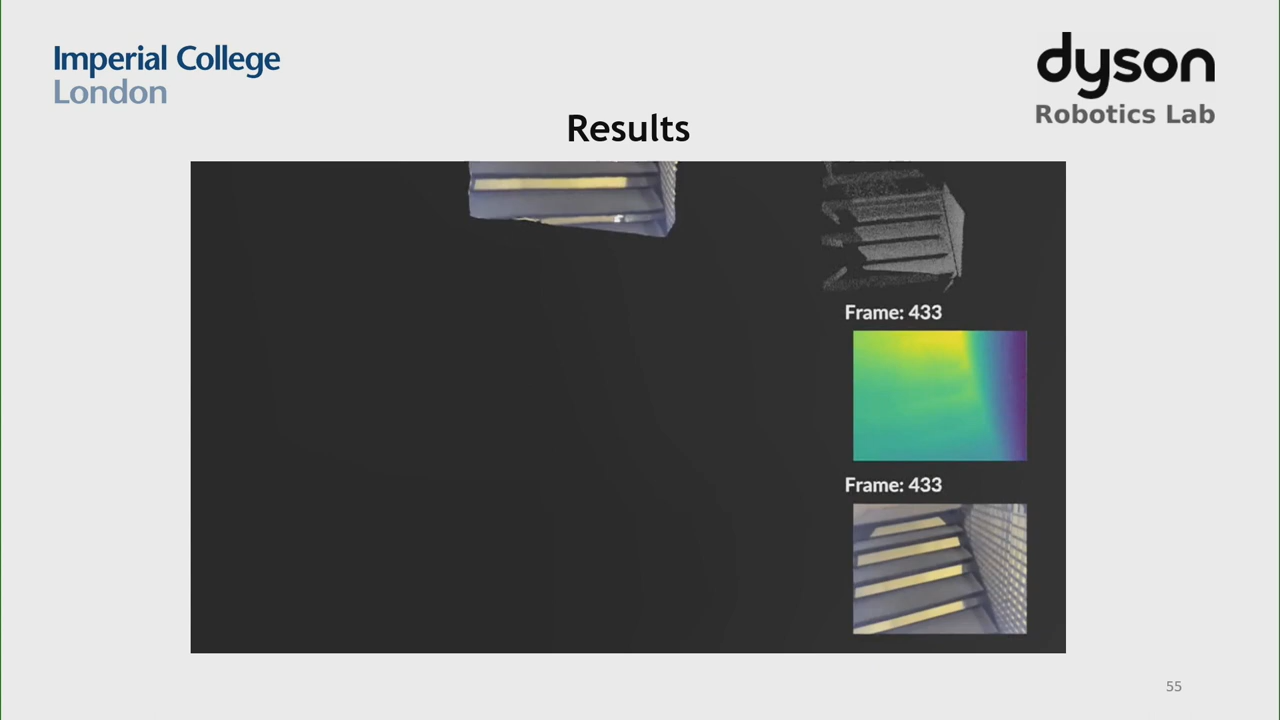 Imperial College
London
dyson
Robotics Lab
Results
Frame: 433
Frame: 433
55